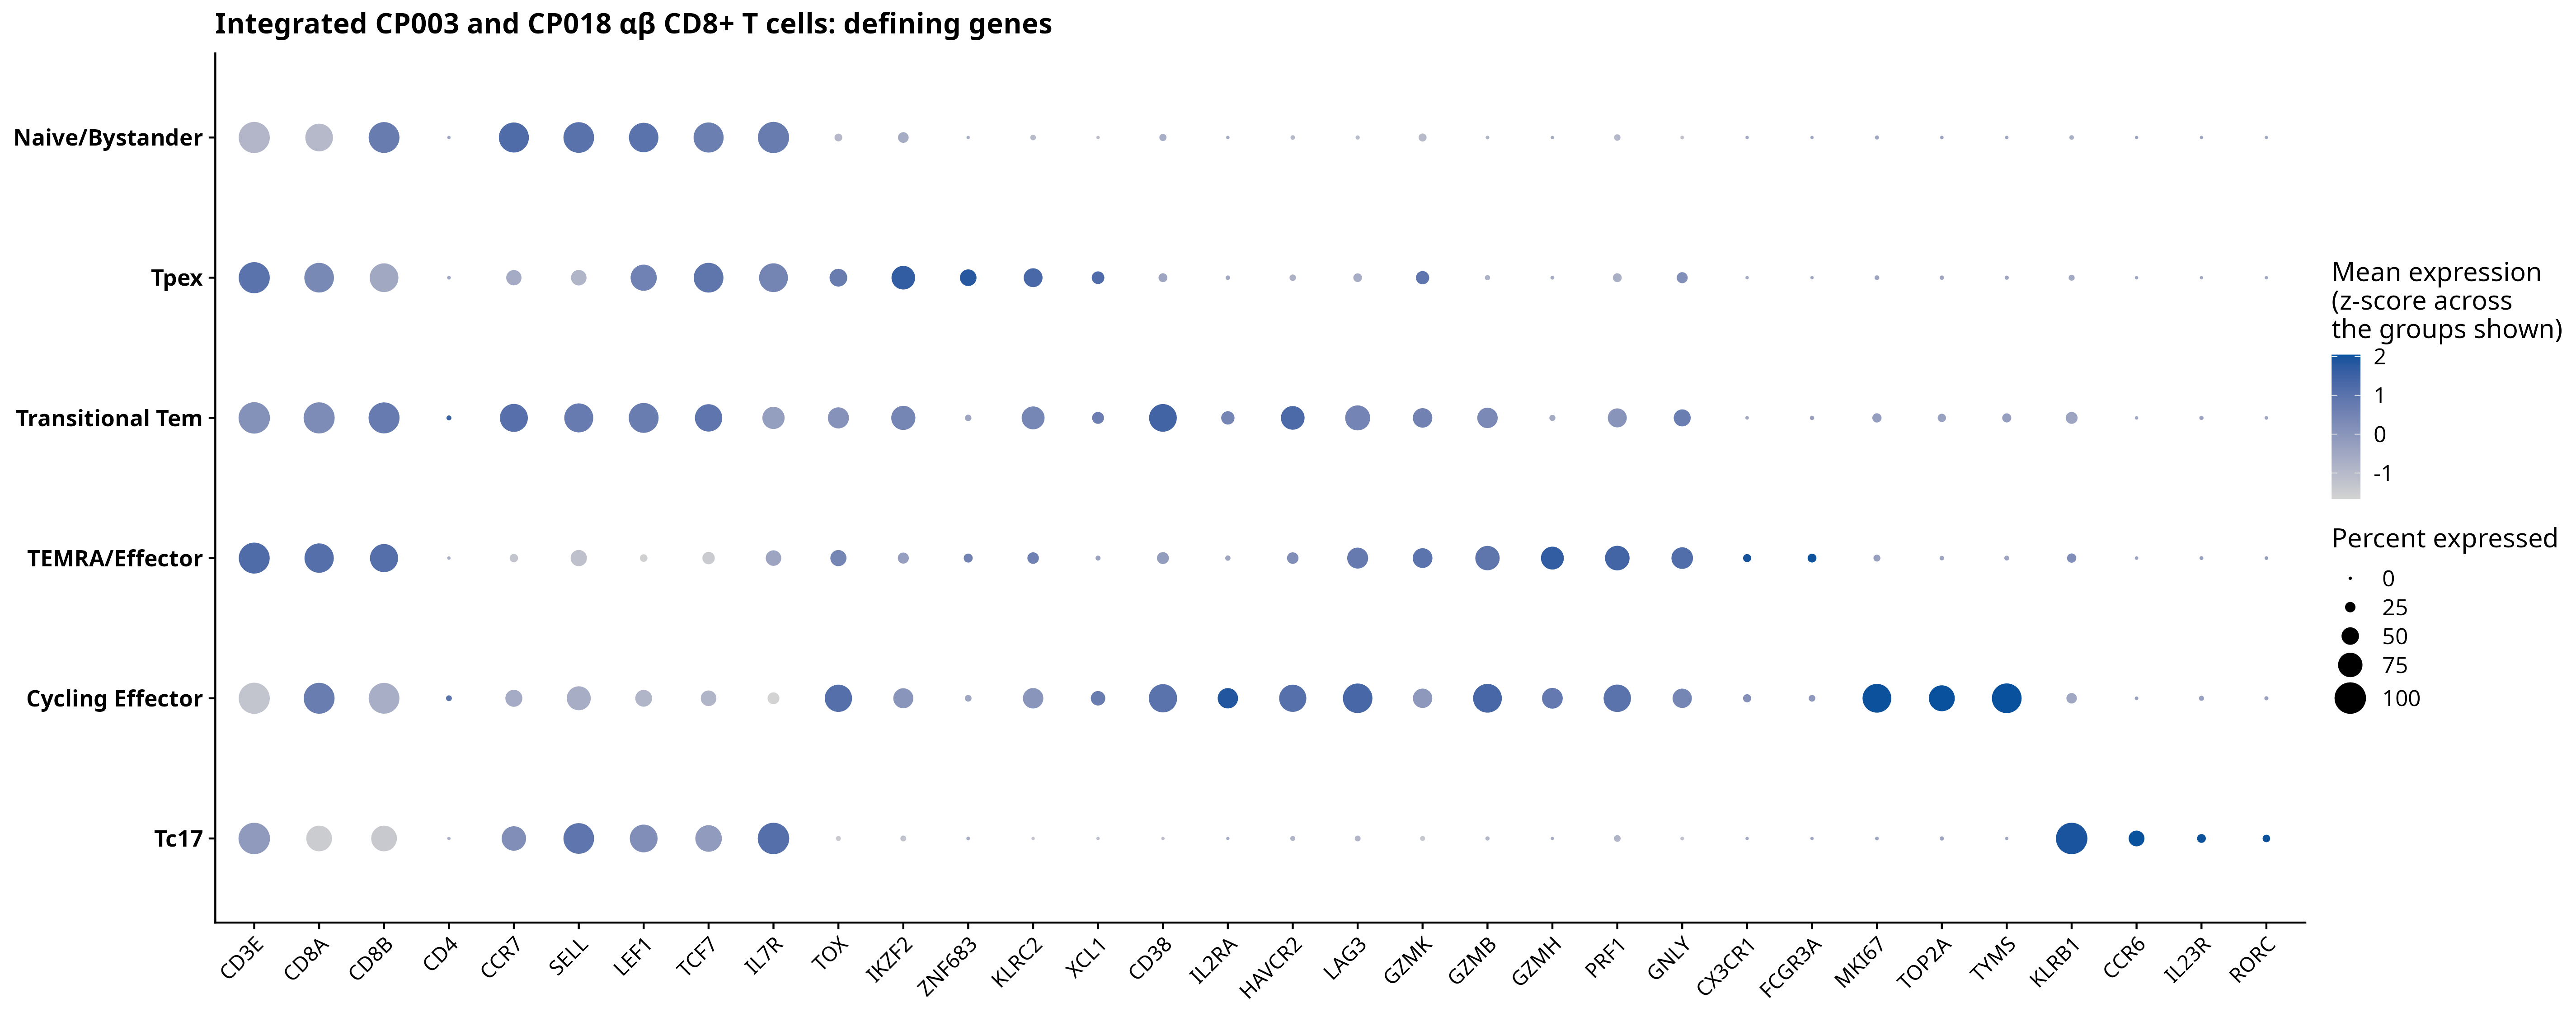 Integrated CP003 and CP018 αβ CD8+ T cells: defining genes
Naive/Bystander
Tpex
Transitional Tem
TEMRA/Effector
Cycling Effector
Tc17
CD3E
CD8A
CD8B
CD4
CCR7
SELL
LEF1
TCF7
IL7R
TOX
IKZF2
ZNF683
KLRC2
XCL1
CD38
IL2RA
HAVCR2
LAG3
GZMK
GZMB
GZMH
PRF1
GNLY
CX3CR1
FCGR3A
MKI67
TOP2A
TYMS
KLRB1
CCR6
IL23R
RORC
Mean expression
(z-score across
the groups shown)
2
1
0
-1
Percent expressed
0
25
50
75
100